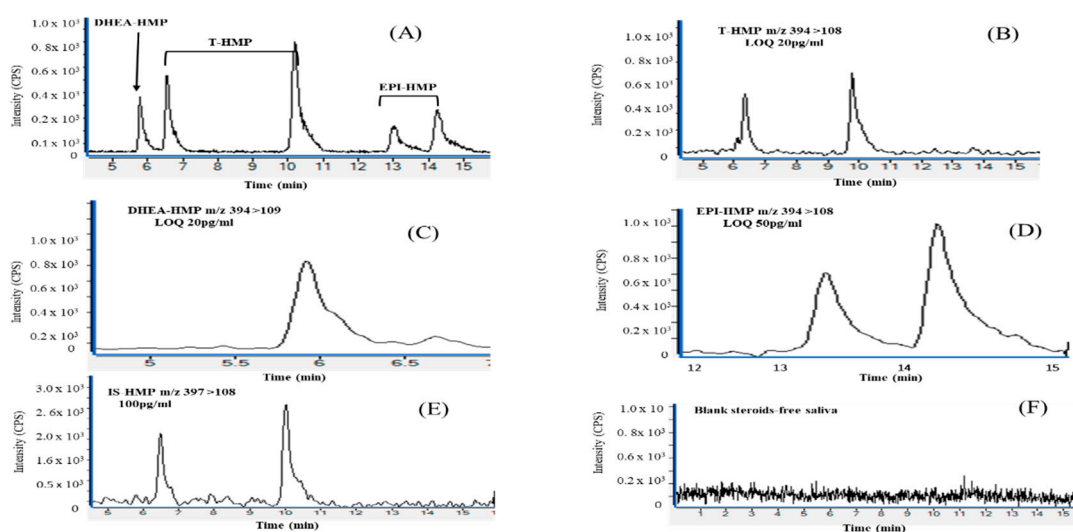 DHEA-HMP
T-HMP
EPI-HMP
(A)
Intensity (CPS)
1.0 x 10³
0.8 x 10³
0.6 x 10³
0.4 x 10³
0.1 x 10³
0
5 6 7 8 9 10 11 12 13 14 15
Time (min)
T-HMP m/z 394 >108
LOQ 20pg/ml
(B)
Intensity (CPS)
1.0 x 10³
0.8 x 10³
0.6 x 10³
0.4 x 10³
0.2 x 10³
0
5 6 7 8 9 10 11 12 13 14 15
Time (min)
DHEA-HMP m/z 394 >109
LOQ 20pg/ml
(C)
Intensity (CPS)
1.0 x 10³
0.8 x 10³
0.6 x 10³
0.4 x 10³
0.2 x 10³
0
5 5.5 6 6.5
Time (min)
EPI-HMP m/z 394 >108
LOQ 50pg/ml
(D)
Intensity (CPS)
1.0 x 10³
0.8 x 10³
0.6 x 10³
0.4 x 10³
0.2 x 10³
0
12 13 14 15
Time (min)
IS-HMP m/z 397 >108
100pg/ml
(E)
Intensity (CPS)
3.0 x 10³
2.6 x 10³
2.0 x 10³
1.6 x 10³
0.5 x 10³
0
5 6 7 8 9 10 11 12 13 14 15
Time (min)
Blank steroids-free saliva
(F)
Intensity (CPS)
1.0 x 10
0.8 x 10³
0.6 x 10³
0.4 x 10³
0.2 x 10³
0
1 2 3 4 5 6 7 8 9 10 11 12 13 14 15
Time (min)